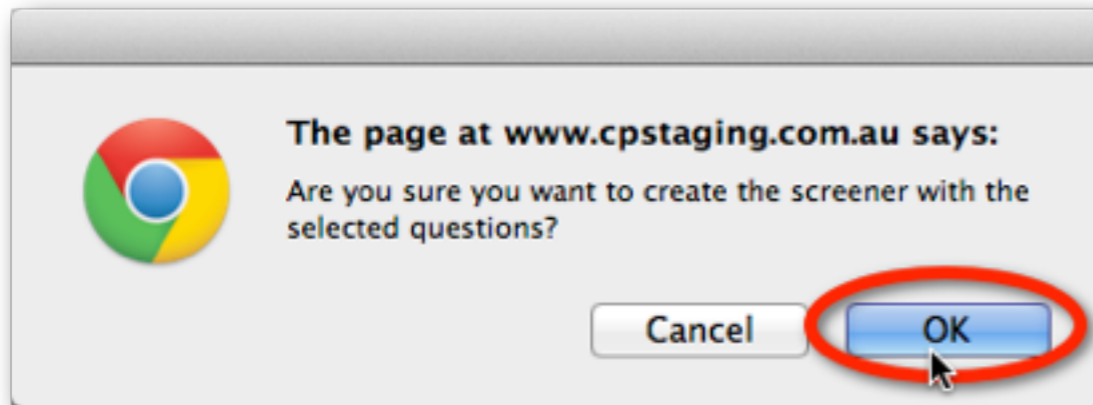 The page at www.cpstaging.com.au says:
Are you sure you want to create the screener with the
selected questions?
Cancel
OK